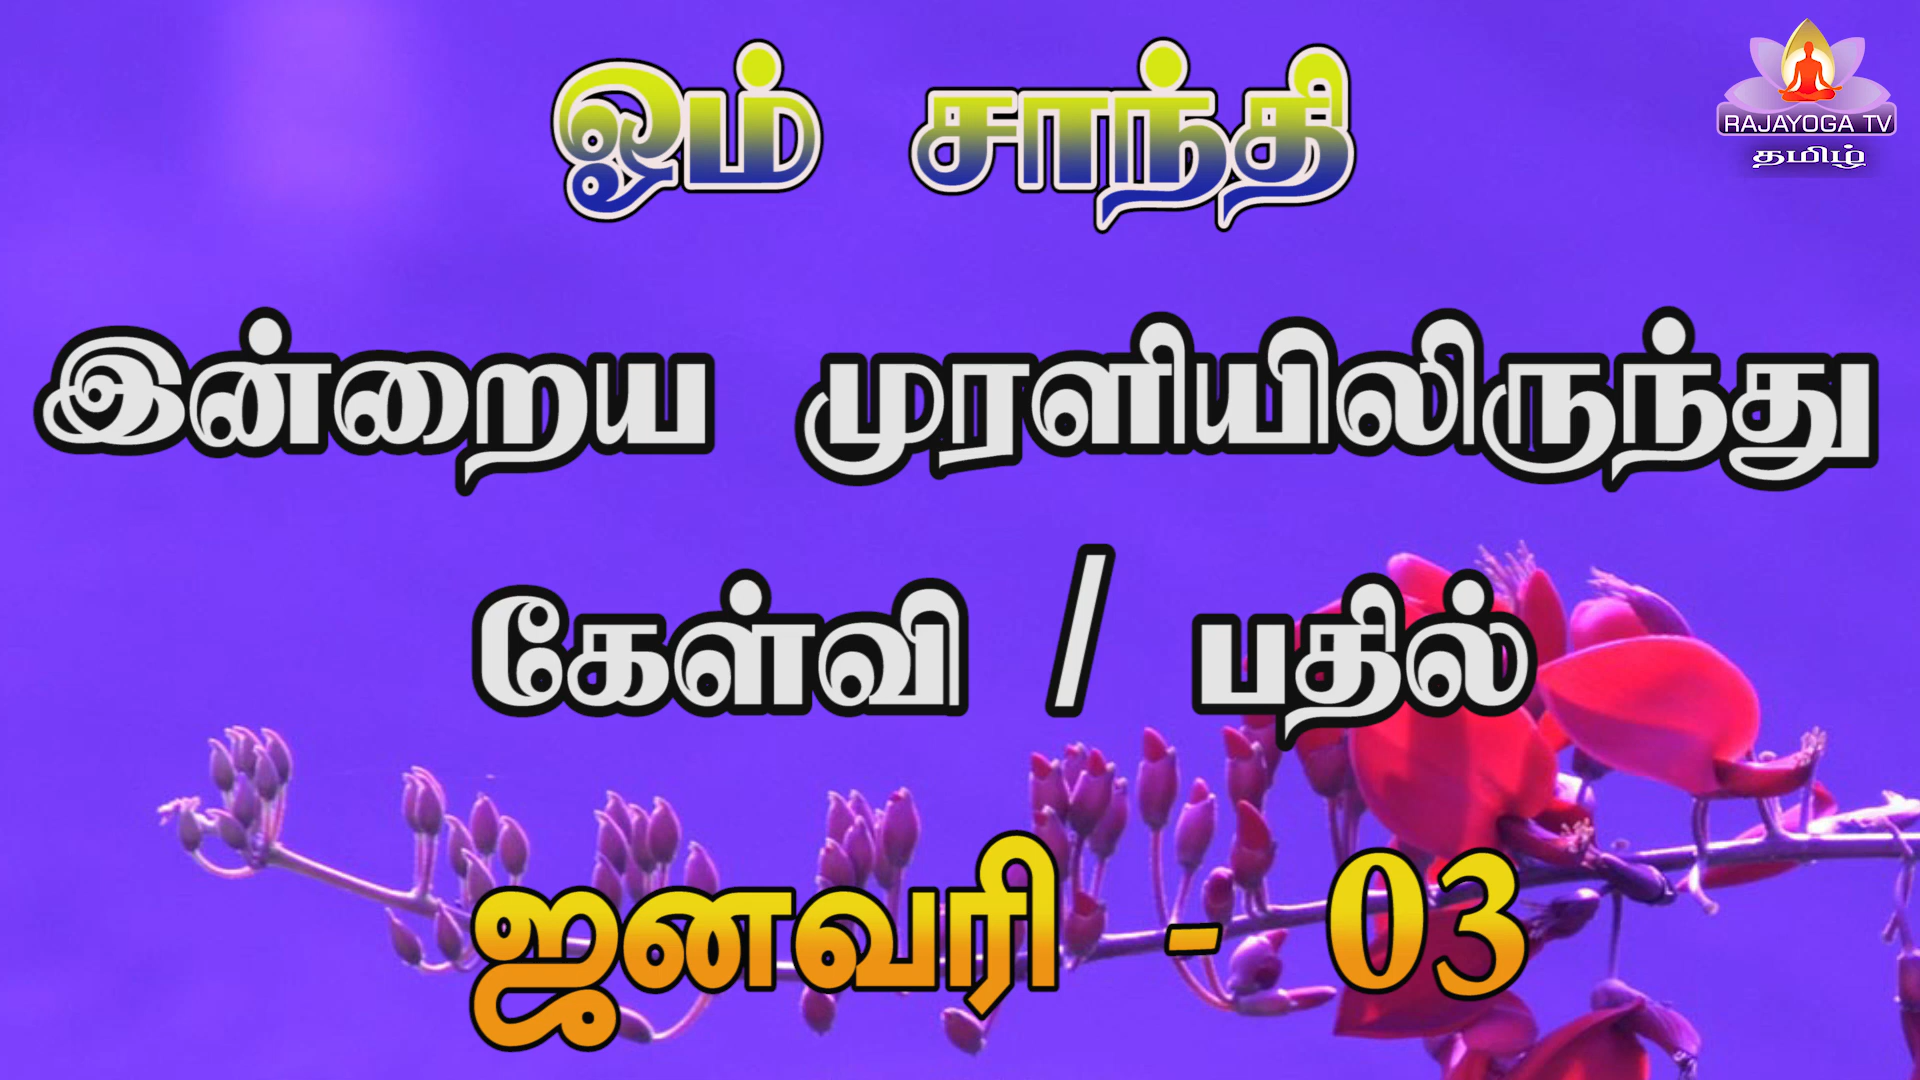 ஓம் சாந்தி
RAJAYOGA TV
தமிழ்
இன்றைய முரளியிலிருந்து
கேள்வி / பதில்
ஜனவரி - 03